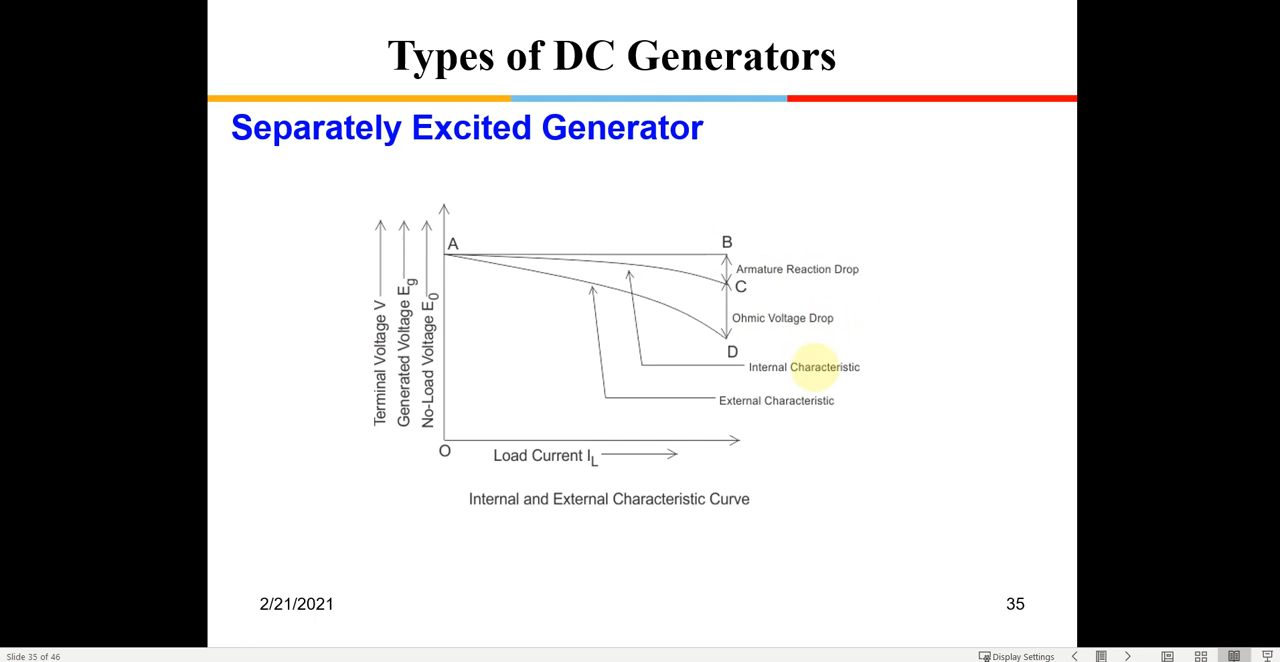 Types of DC Generators
Separately Excited Generator
A
B
Armature Reaction Drop
C
Ohmic Voltage Drop
D
Internal Characteristic
External Characteristic
Terminal Voltage V
Generated Voltage Eg
No-Load Voltage E0
O
Load Current IL
Internal and External Characteristic Curve
2/21/2021
35
Slide 35 of 46
Display Settings